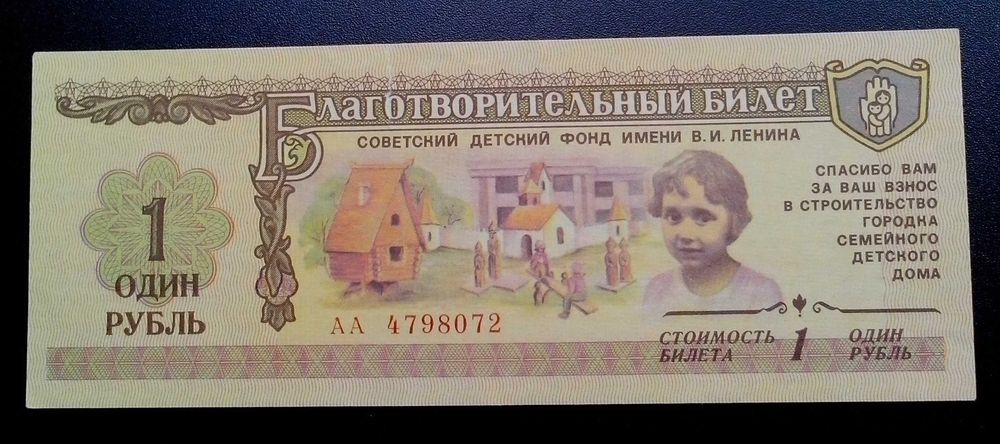 Благотворительный билет
СОВЕТСКИЙ ДЕТСКИЙ ФОНД ИМЕНИ В.И. ЛЕНИНА
1
ОДИН
РУБЛЬ
СПАСИБО ВАМ
ЗА ВАШ ВЗНОС
В СТРОИТЕЛЬСТВО
ГОРОДКА
СЕМЕЙНОГО
ДЕТСКОГО
ДОМА
АА 4798072
СТОИМОСТЬ
БИЛЕТА
1
ОДИН
РУБЛЬ